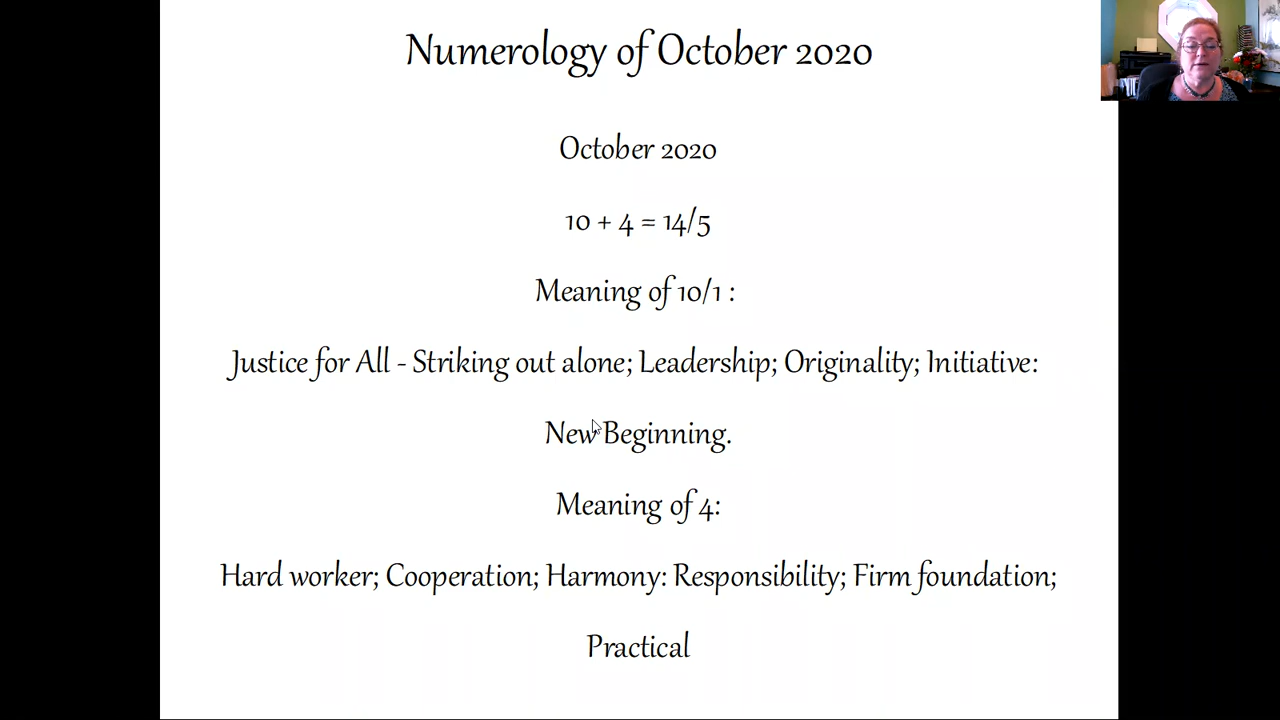 Numerology of October 2020
October 2020
10 + 4 = 14/5
Meaning of 10/1 :
Justice for All - Striking out alone; Leadership; Originality; Initiative:
New Beginning.
Meaning of 4:
Hard worker; Cooperation; Harmony: Responsibility; Firm foundation;
Practical